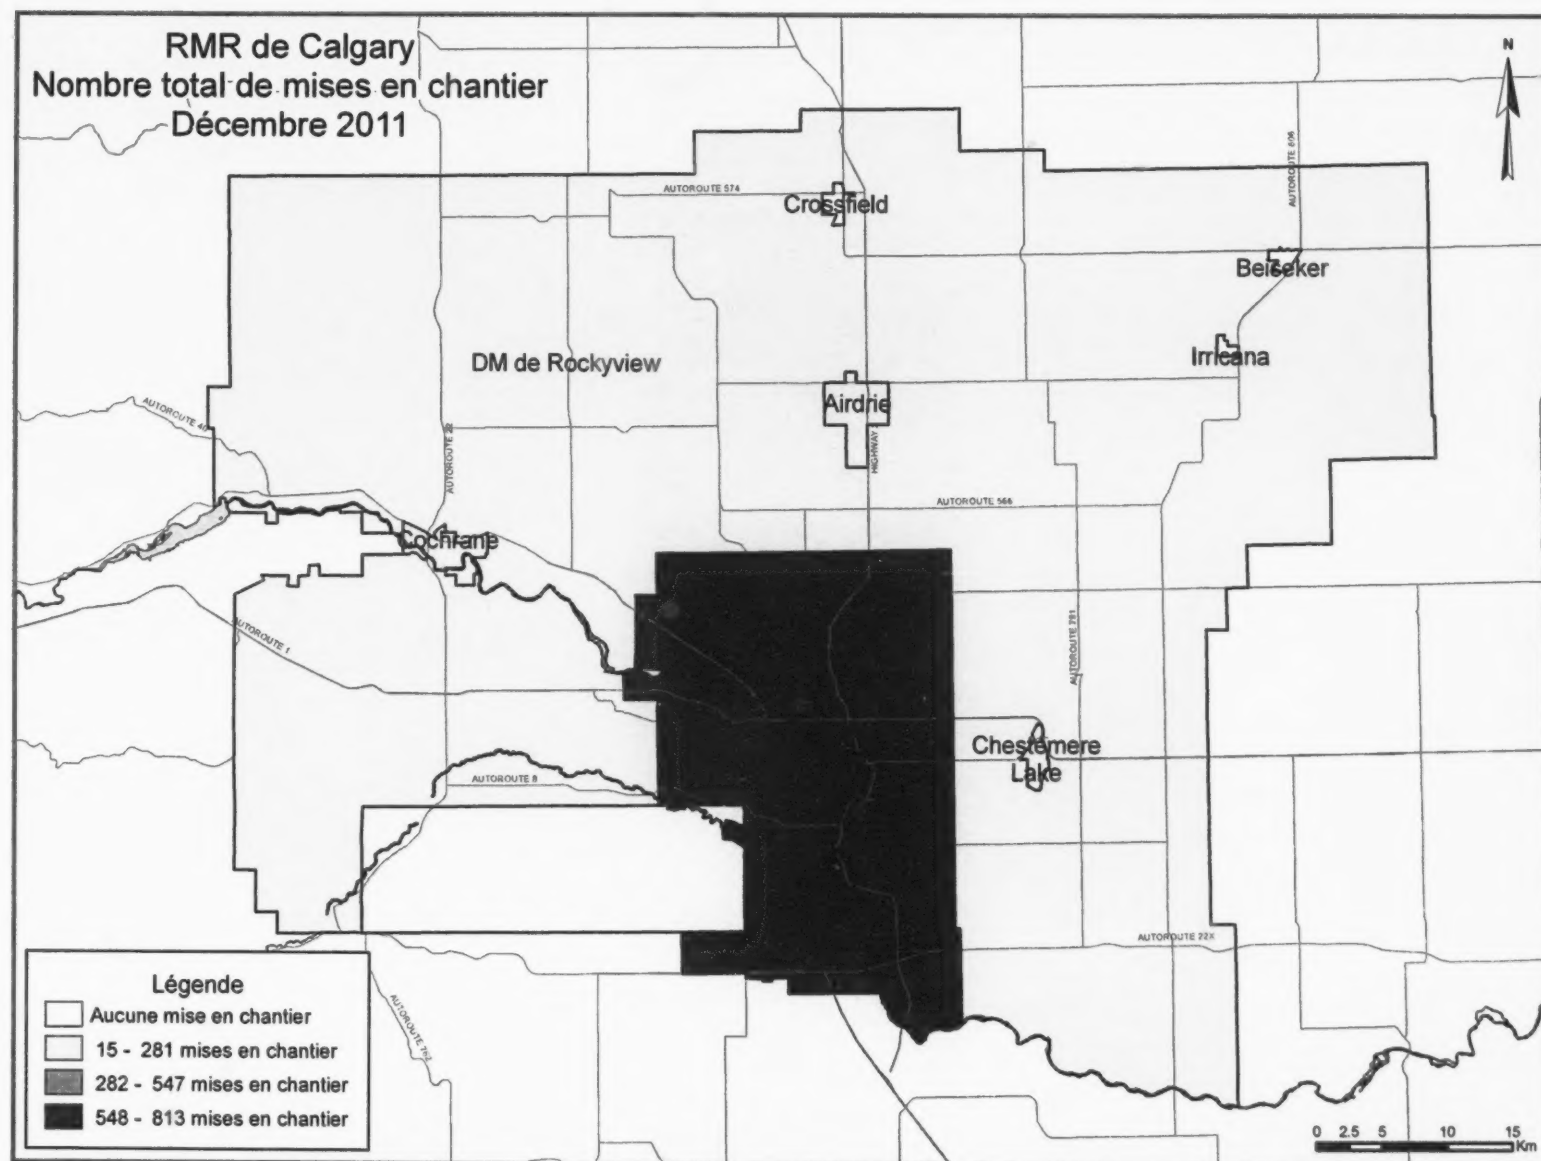 RMR de Calgary
Nombre total de mises en chantier
Décembre 2011
N
AUTOROUTE 574
Crossfield
AUTOROUTE 806
Beiseker
Irricana
DM de Rockyview
Airdrie
AUTOROUTE 40
AUTOROUTE 22
HIGHWAY 2
AUTOROUTE 566
Cochrane
AUTOROUTE 1
AUTOROUTE 791
Chestemere
Lake
AUTOROUTE 8
AUTOROUTE 22X
AUTOROUTE 762
Légende
Aucune mise en chantier
15 - 281 mises en chantier
282 - 547 mises en chantier
548 - 813 mises en chantier
0 2.5 5 10 15
Km